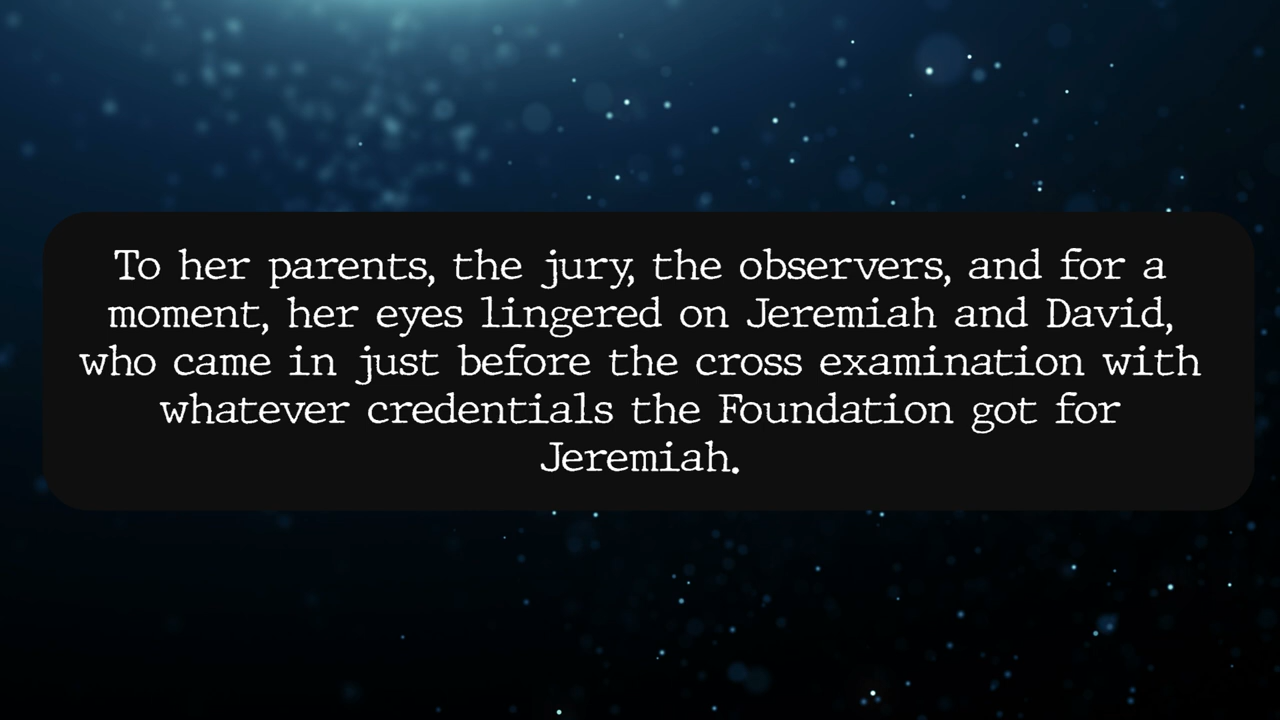 To her parents, the jury, the observers, and for a
moment, her eyes lingered on Jeremiah and David,
who came in just before the cross examination with
whatever credentials the Foundation got for
Jeremiah.